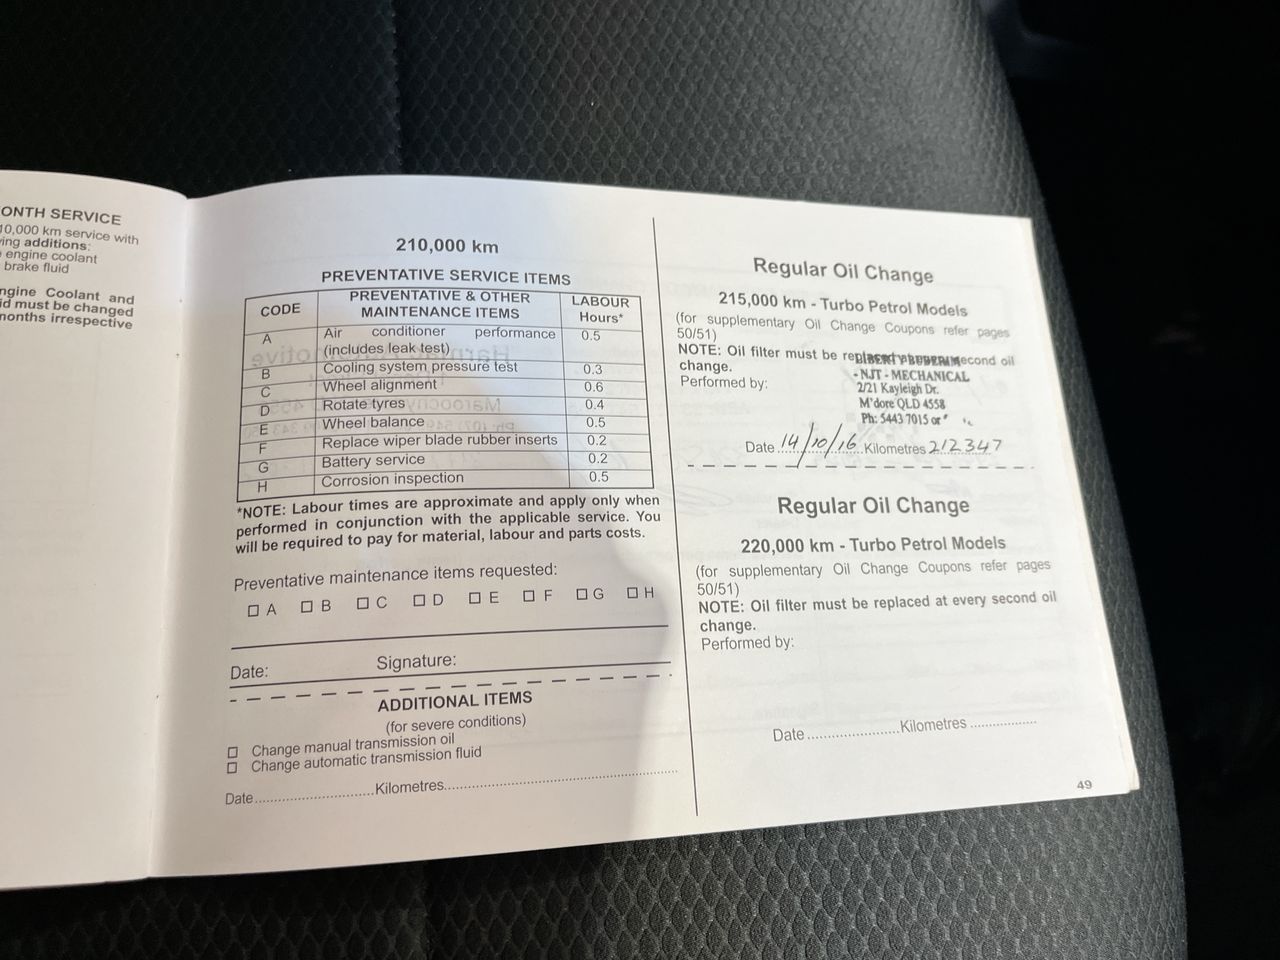 ONTH SERVICE
10,000 km service with
ing additions:
engine coolant
brake fluid
ngine Coolant and
id must be changed
months irrespective
210,000 km
PREVENTATIVE SERVICE ITEMS
CODE PREVENTATIVE & OTHER MAINTENANCE ITEMS LABOUR Hours*
A Air conditioner performance (includes leak test) 0.5
B Cooling system pressure test 0.3
C Wheel alignment 0.6
D Rotate tyres 0.4
E Wheel balance 0.5
F Replace wiper blade rubber inserts 0.2
G Battery service 0.2
H Corrosion inspection 0.5
*NOTE: Labour times are approximate and apply only when
performed in conjunction with the applicable service. You
will be required to pay for material, labour and parts costs.
Preventative maintenance items requested:
☐ A ☐ B ☐ C ☐ D ☐ E ☐ F ☐ G ☐ H
Date: Signature:
ADDITIONAL ITEMS
(for severe conditions)
☐ Change manual transmission oil
☐ Change automatic transmission fluid
Date..........................Kilometres..................................................
Regular Oil Change
215,000 km - Turbo Petrol Models
(for supplementary Oil Change Coupons refer pages
50/51)
NOTE: Oil filter must be second oil
change.
Performed by:
- NJT - MECHANICAL
2/21 Kayleigh Dr.
M'dore QLD 4558
Ph: 5443 7015 or
Date 14/10/16 Kilometres 212347
Regular Oil Change
220,000 km - Turbo Petrol Models
(for supplementary Oil Change Coupons refer pages
50/51)
NOTE: Oil filter must be replaced at every second oil
change.
Performed by:
Date.......................Kilometres................
49